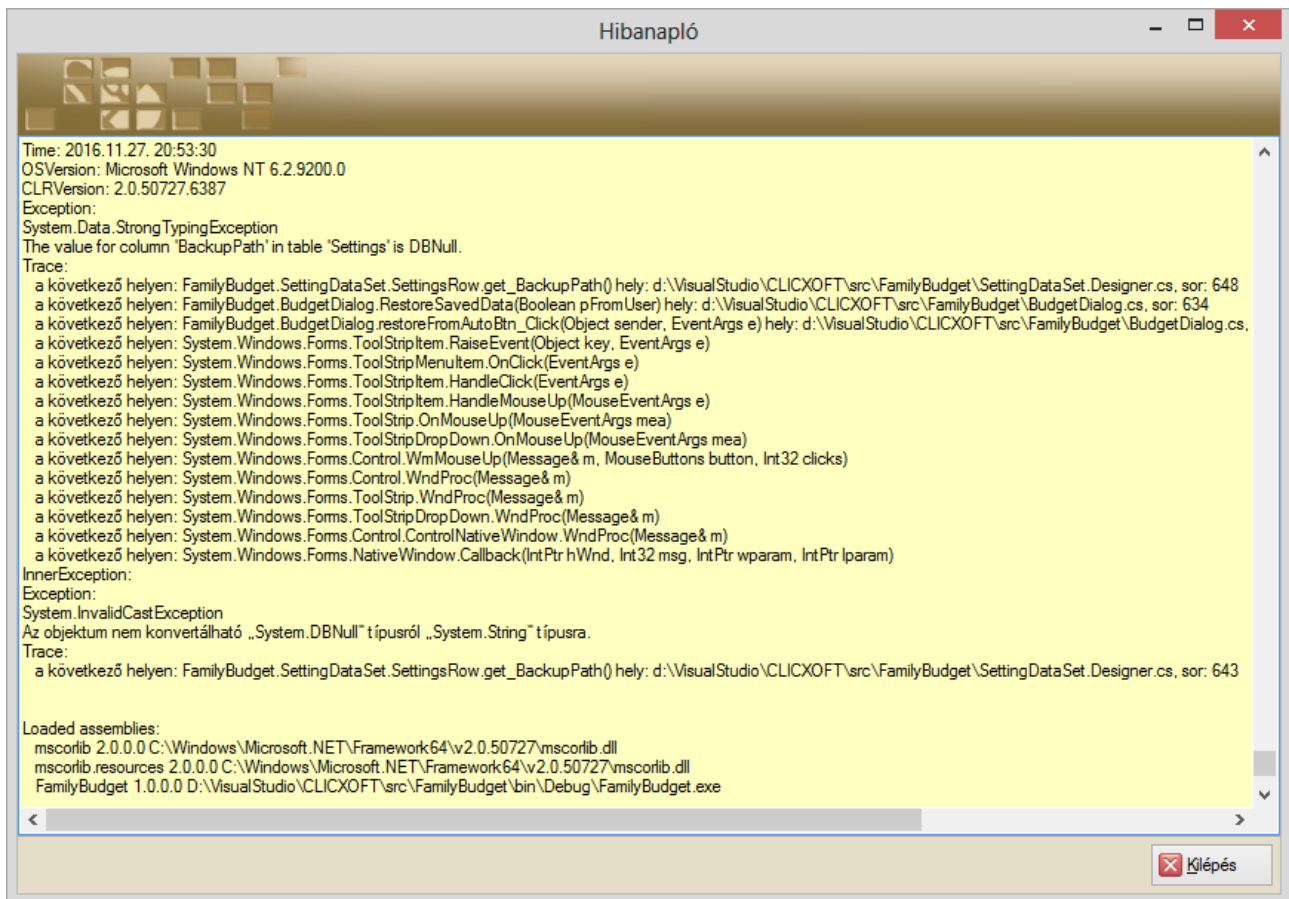 Hibanapló
Time: 2016.11.27. 20:53:30
OSVersion: Microsoft Windows NT 6.2.9200.0
CLRVersion: 2.0.50727.6387
Exception:
System.Data.StrongTypingException
The value for column 'BackupPath' in table 'Settings' is DBNull.
Trace:
a következő helyen: FamilyBudget.SettingDataSet.SettingsRow.get_BackupPath() hely: d:\VisualStudio\CLICXOFT\src\FamilyBudget\SettingDataSet.Designer.cs, sor: 648
a következő helyen: FamilyBudget.BudgetDialog.RestoreSavedData(Boolean pFromUser) hely: d:\VisualStudio\CLICXOFT\src\FamilyBudget\BudgetDialog.cs, sor: 634
a következő helyen: FamilyBudget.BudgetDialog.restoreFromAutoBtn_Click(Object sender, EventArgs e) hely: d:\VisualStudio\CLICXOFT\src\FamilyBudget\BudgetDialog.cs,
a következő helyen: System.Windows.Forms.ToolStripItem.RaiseEvent(Object key, EventArgs e)
a következő helyen: System.Windows.Forms.ToolStripMenuItem.OnClick(EventArgs e)
a következő helyen: System.Windows.Forms.ToolStripItem.HandleClick(EventArgs e)
a következő helyen: System.Windows.Forms.ToolStripItem.HandleMouseUp(MouseEventArgs e)
a következő helyen: System.Windows.Forms.ToolStrip.OnMouseUp(MouseEventArgs mea)
a következő helyen: System.Windows.Forms.ToolStripDropDown.OnMouseUp(MouseEventArgs mea)
a következő helyen: System.Windows.Forms.Control.WmMouseUp(Message& m, MouseButtons button, Int32 clicks)
a következő helyen: System.Windows.Forms.Control.WndProc(Message& m)
a következő helyen: System.Windows.Forms.ToolStrip.WndProc(Message& m)
a következő helyen: System.Windows.Forms.ToolStripDropDown.WndProc(Message& m)
a következő helyen: System.Windows.Forms.Control.ControlNativeWindow.WndProc(Message& m)
a következő helyen: System.Windows.Forms.NativeWindow.Callback(IntPtr hWnd, Int32 msg, IntPtr wparam, IntPtr lparam)
InnerException:
Exception:
System.InvalidCastException
Az objektum nem konvertálható „System.DBNull” típusról „System.String” típusra.
Trace:
a következő helyen: FamilyBudget.SettingDataSet.SettingsRow.get_BackupPath() hely: d:\VisualStudio\CLICXOFT\src\FamilyBudget\SettingDataSet.Designer.cs, sor: 643
Loaded assemblies:
mscorlib 2.0.0.0 C:\Windows\Microsoft.NET\Framework64\v2.0.50727\mscorlib.dll
mscorlib.resources 2.0.0.0 C:\Windows\Microsoft.NET\Framework64\v2.0.50727\mscorlib.dll
FamilyBudget 1.0.0.0 D:\VisualStudio\CLICXOFT\src\FamilyBudget\bin\Debug\FamilyBudget.exe
Kilépés